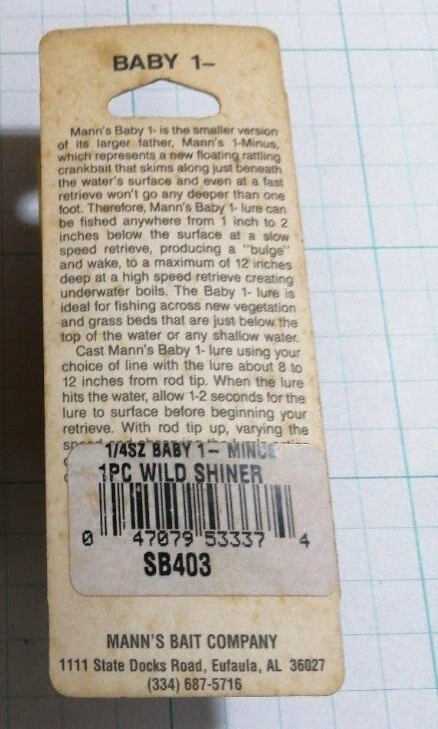 BABY 1–
Mann's Baby 1- is the smaller version
of its larger father, Mann's 1-Minus,
which represents a new floating rattling
crankbait that skims along just beneath
the water's surface and even at a fast
retrieve won't go any deeper than one
foot. Therefore, Mann's Baby 1- lure can
be fished anywhere from 1 inch to 2
inches below the surface at a slow
speed retrieve, producing a "bulge"
and wake, to a maximum of 12 inches
deep at a high speed retrieve creating
underwater boils. The Baby 1- lure is
ideal for fishing across new vegetation
and grass beds that are just below the
top of the water or any shallow water.
Cast Mann's Baby 1- lure using your
choice of line with the lure about 8 to
12 inches from rod tip. When the lure
hits the water, allow 1-2 seconds for the
lure to surface before beginning your
retrieve. With rod tip up, varying the
1/4SZ BABY 1– MINUS
1PC WILD SHINER
0 47079 53337 4
SB403
MANN'S BAIT COMPANY
1111 State Docks Road, Eufaula, AL 36027
(334) 687-5716